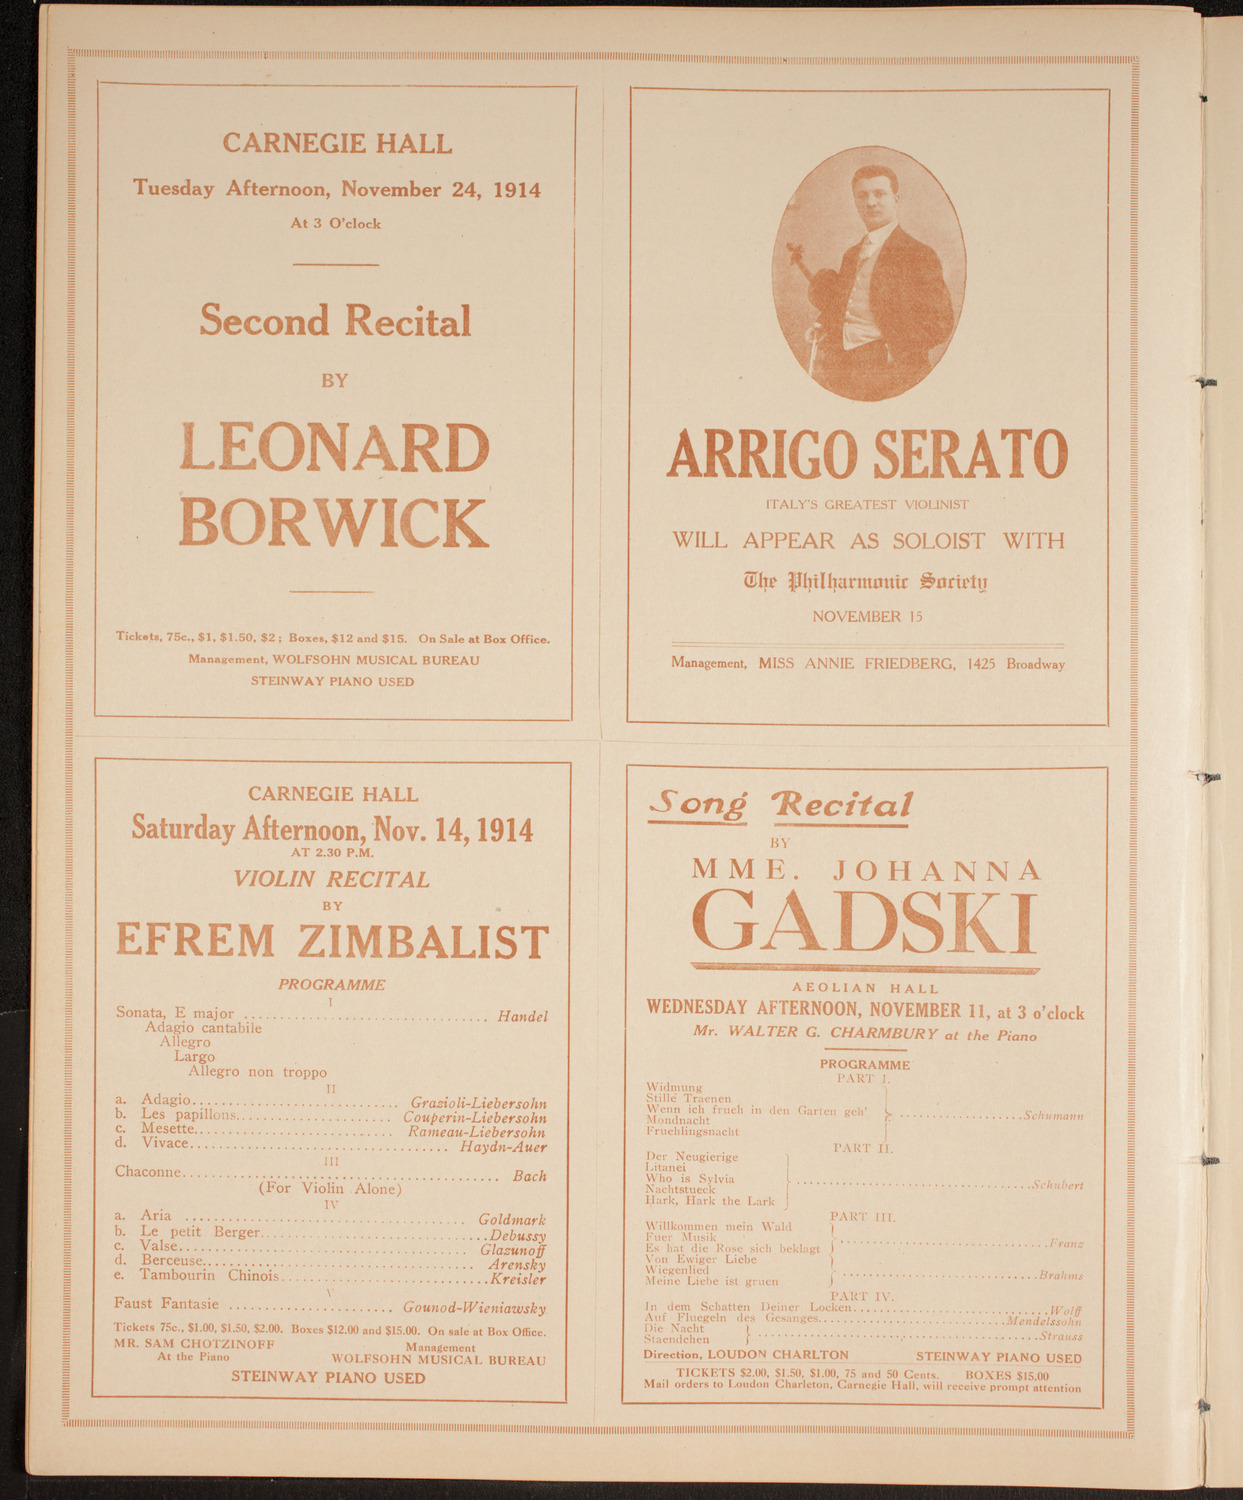 CARNEGIE HALL
Tuesday Afternoon, November 24, 1914
At 3 O'clock
Second Recital
BY
LEONARD
BORWICK
Tickets, 75c., $1, $1.50, $2; Boxes, $12 and $15. On Sale at Box Office.
Management, WOLFSOHN MUSICAL BUREAU
STEINWAY PIANO USED
ARRIGO SERATO
ITALY'S GREATEST VIOLINIST
WILL APPEAR AS SOLOIST WITH
The Philharmonic Society
NOVEMBER 15
Management, MISS ANNIE FRIEDBERG, 1425 Broadway
CARNEGIE HALL
Saturday Afternoon, Nov. 14, 1914
AT 2.30 P.M.
VIOLIN RECITAL
BY
EFREM ZIMBALIST
PROGRAMME
I
Sonata, E major ................................ Handel
Adagio cantabile
Allegro
Largo
Allegro non troppo
II
a. Adagio............................ Grazioli-Liebersohn
b. Les papillons..................... Couperin-Liebersohn
c. Mesette........................... Rameau-Liebersohn
d. Vivace.................................. Haydn-Auer
III
Chaconne.......................................... Bach
(For Violin Alone)
IV
a. Aria ..................................... Goldmark
b. Le petit Berger..............................Debussy
c. Valse...................................... Glazunoff
d. Berceuse.................................... Arensky
e. Tambourin Chinois...........................Kreisler
V
Faust Fantasie ...................... Gounod-Wieniawsky
Tickets 75c., $1.00, $1.50, $2.00. Boxes $12.00 and $15.00. On sale at Box Office.
MR. SAM CHOTZINOFF Management
At the Piano WOLFSOHN MUSICAL BUREAU
STEINWAY PIANO USED
Song Recital
BY
MME. JOHANNA
GADSKI
AEOLIAN HALL
WEDNESDAY AFTERNOON, NOVEMBER 11, at 3 o'clock
Mr. WALTER G. CHARMBURY at the Piano
PROGRAMME
PART I.
Widmung
Stille Traenen
Wenn ich frueh in den Garten geh'
Mondnacht ..................Schumann
Fruehlingsnacht
PART II.
Der Neugierige
Litanei
Who is Sylvia ..................Schubert
Nachtstueck
Hark, Hark the Lark
PART III.
Willkommen mein Wald
Fuer Musik
Es hat die Rose sich beklagt ..................Franz
Von Ewiger Liebe
Wiegenlied ..................Brahms
Meine Liebe ist gruen
PART IV.
In dem Schatten Deiner Locken..................Wolff
Auf Fluegeln des Gesanges..................Mendelssohn
Die Nacht
Staendchen ..................Strauss
Direction, LOUDON CHARLTON STEINWAY PIANO USED
TICKETS $2.00, $1.50, $1.00, 75 and 50 Cents. BOXES $15.00
Mail orders to Loudon Charleton, Carnegie Hall, will receive prompt attention